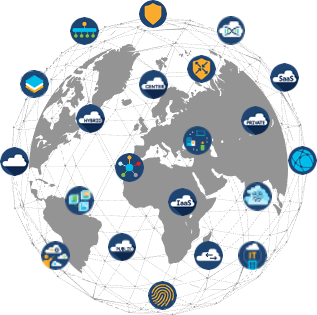 SaaS
CENTER
HYBRID
PRIVATE
IaaS
PUBLIC